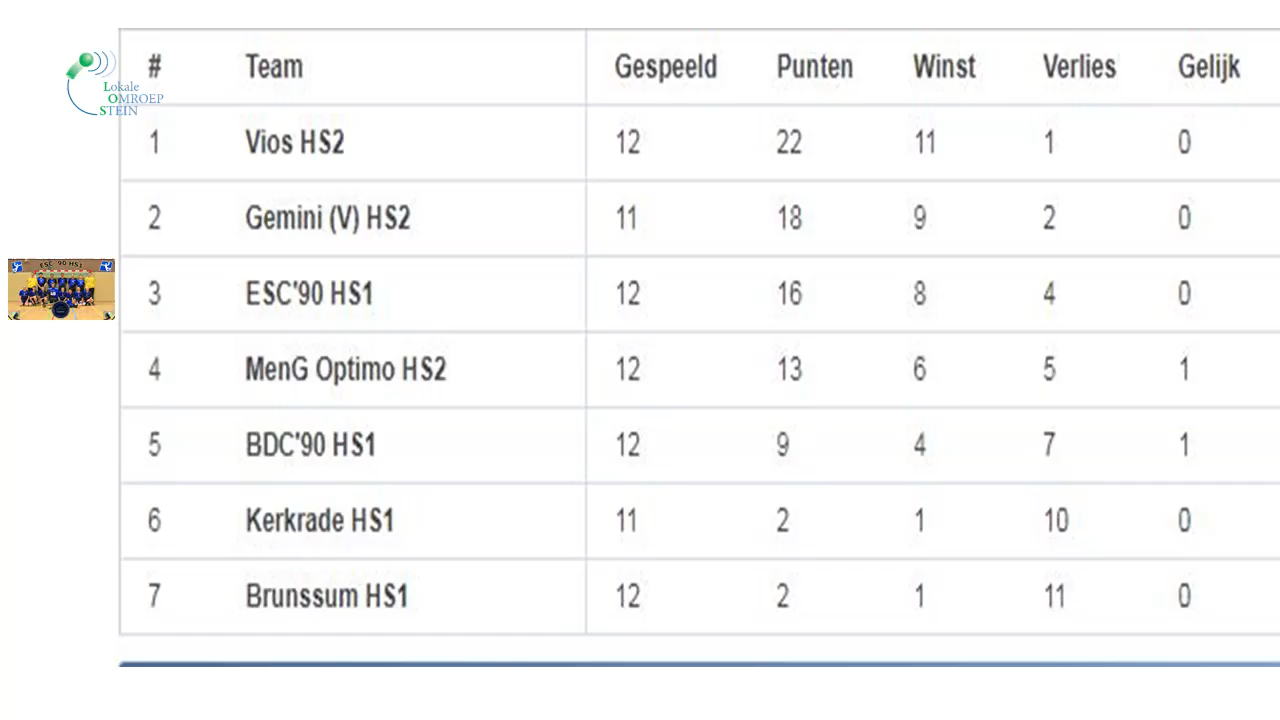 # Team Gespeeld Punten Winst Verlies Gelijk
Lokale
OMROEP
STEIN
1 Vios HS2 12 22 11 1 0
2 Gemini (V) HS2 11 18 9 2 0
ESC '90 HS1
3 ESC'90 HS1 12 16 8 4 0
4 MenG Optimo HS2 12 13 6 5 1
5 BDC'90 HS1 12 9 4 7 1
6 Kerkrade HS1 11 2 1 10 0
7 Brunssum HS1 12 2 1 11 0